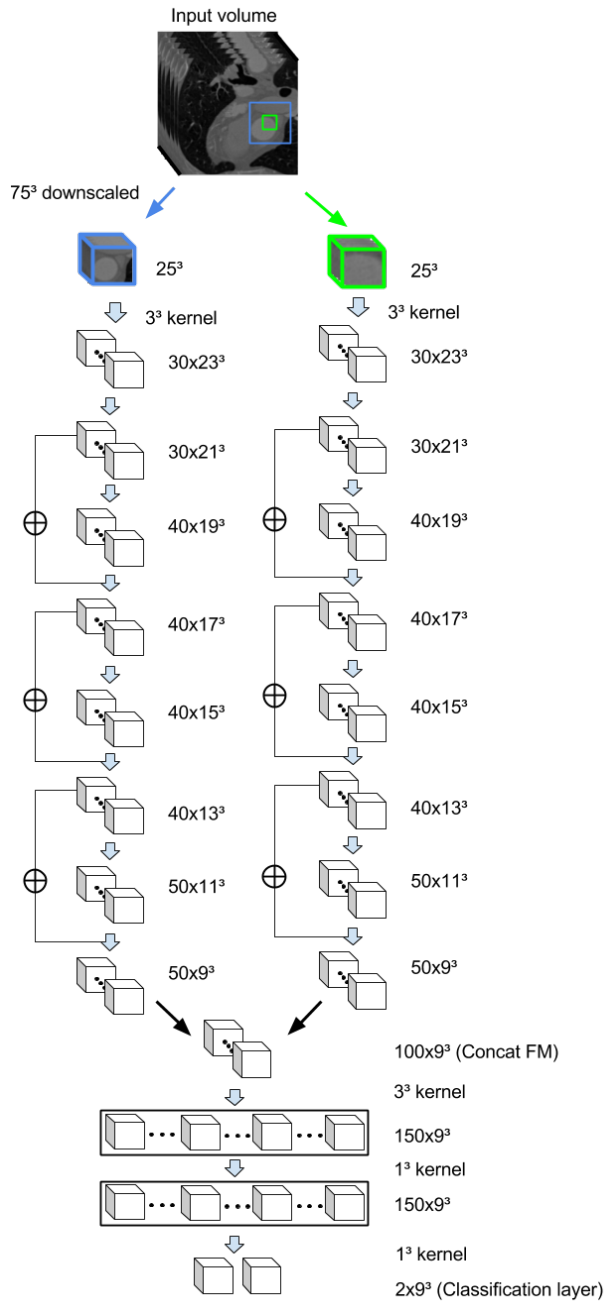 Input volume
75³ downscaled
25³
25³
3³ kernel
3³ kernel
30x23³
30x23³
30x21³
30x21³
40x19³
40x19³
40x17³
40x17³
40x15³
40x15³
40x13³
40x13³
50x11³
50x11³
50x9³
50x9³
100x9³ (Concat FM)
3³ kernel
150x9³
1³ kernel
150x9³
1³ kernel
2x9³ (Classification layer)